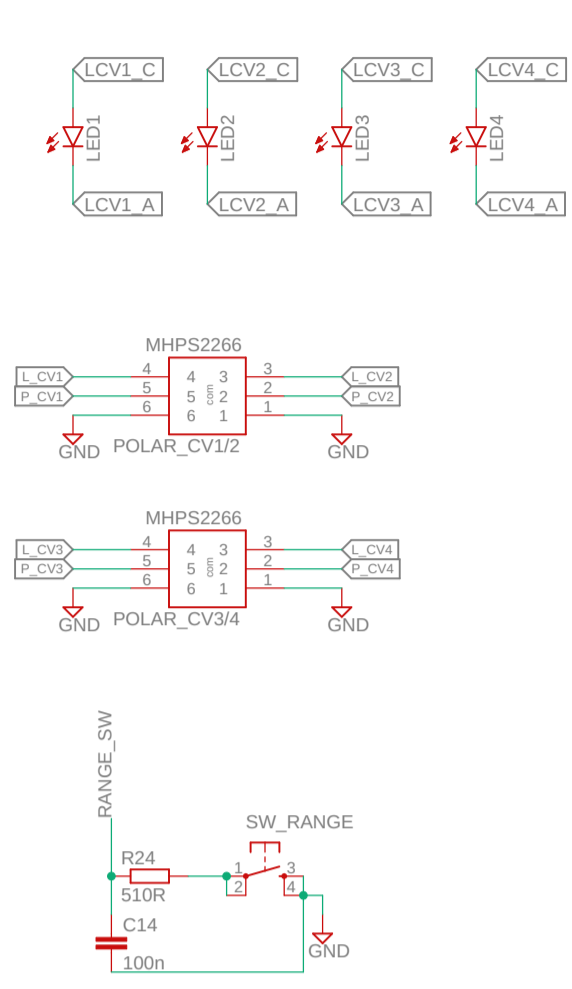 LCV1_C
LCV2_C
LCV3_C
LCV4_C
LED1
LED2
LED3
LED4
LCV1_A
LCV2_A
LCV3_A
LCV4_A
MHPS2266
L_CV1
4
4
3
3
L_CV2
P_CV1
5
5
com
2
2
P_CV2
6
6
1
1
GND
POLAR_CV1/2
GND
MHPS2266
L_CV3
4
4
3
3
L_CV4
P_CV3
5
5
com
2
2
P_CV4
6
6
1
1
GND
POLAR_CV3/4
GND
RANGE_SW
SW_RANGE
R24
510R
1
3
2
4
GND
C14
100n